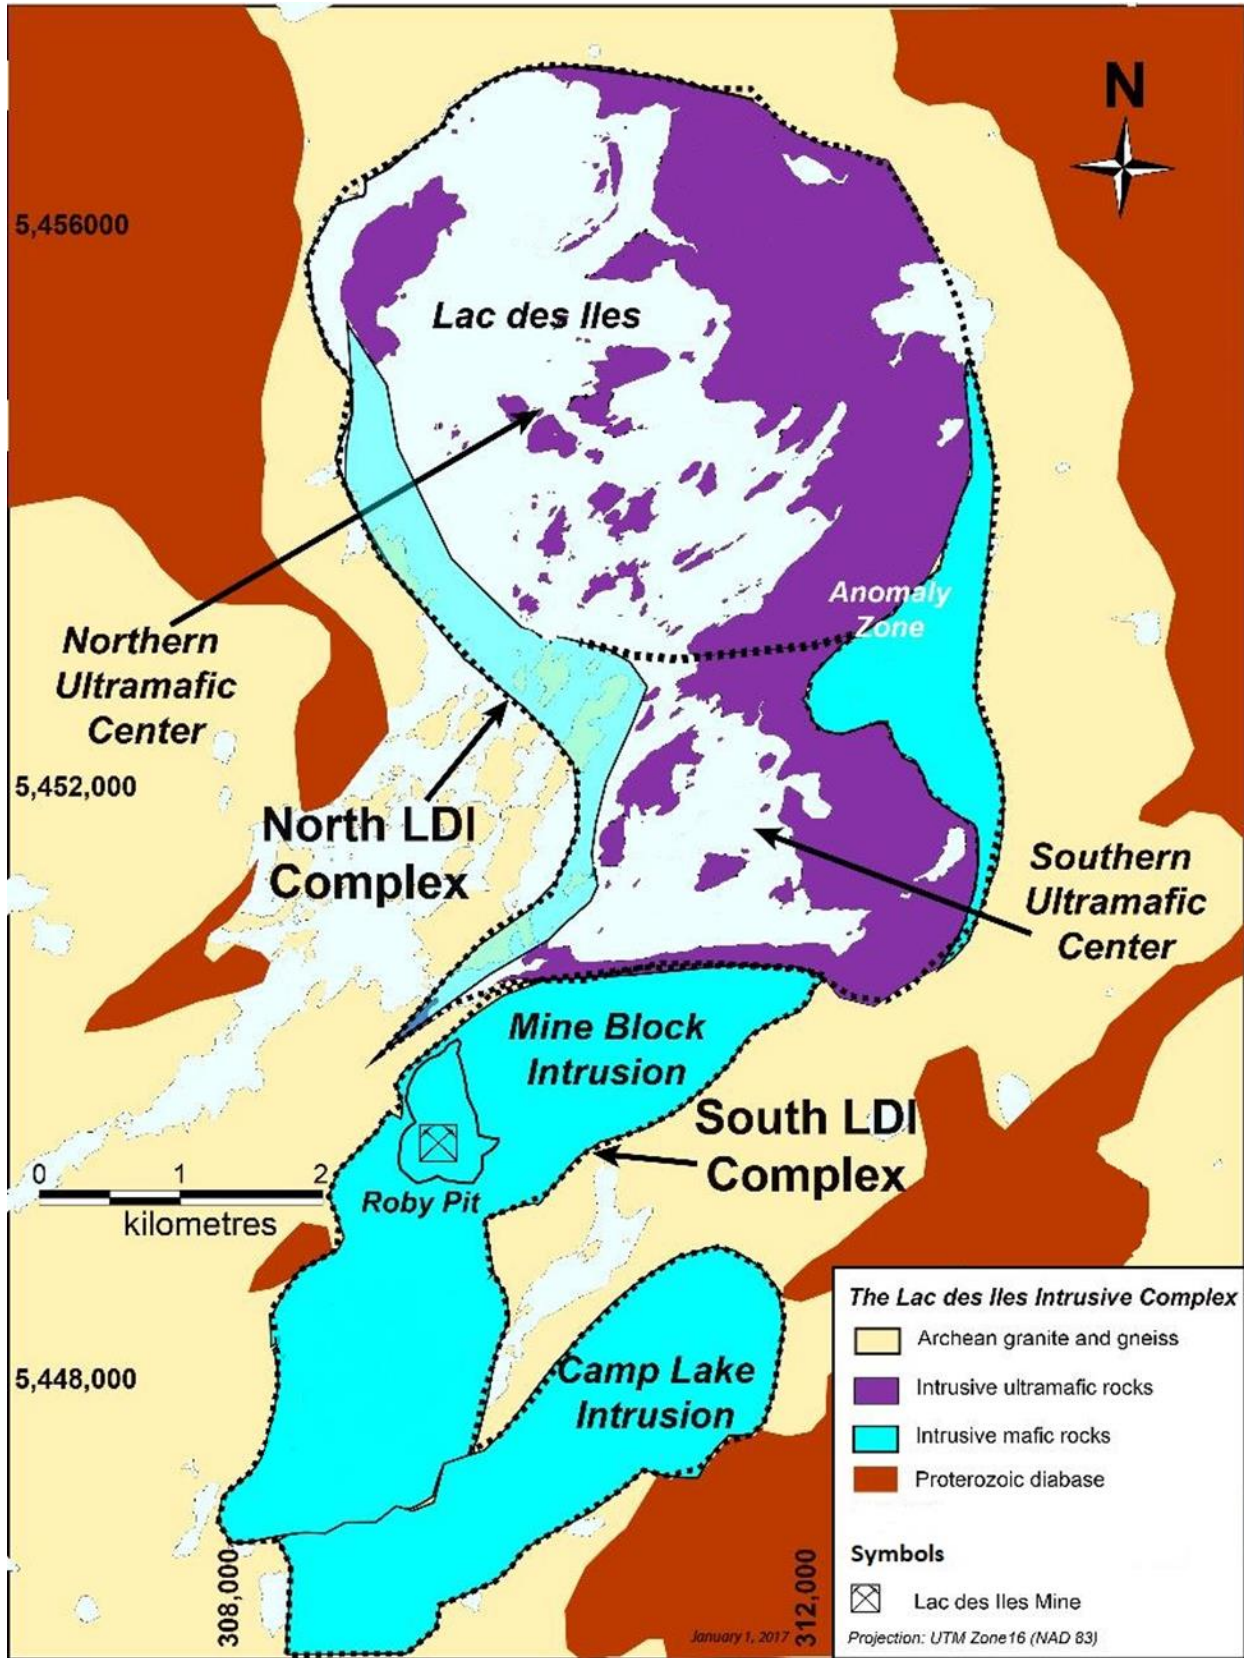 N
5,456000
Lac des Iles
Anomaly
Zone
Northern
Ultramafic
Center
5,452,000
North LDI
Complex
Southern
Ultramafic
Center
Mine Block
Intrusion
South LDI
Complex
0 1 2
kilometres
Roby Pit
5,448,000
Camp Lake
Intrusion
308,000
312,000
January 1, 2017
The Lac des Iles Intrusive Complex
Archean granite and gneiss
Intrusive ultramafic rocks
Intrusive mafic rocks
Proterozoic diabase
Symbols
Lac des Iles Mine
Projection: UTM Zone16 (NAD 83)